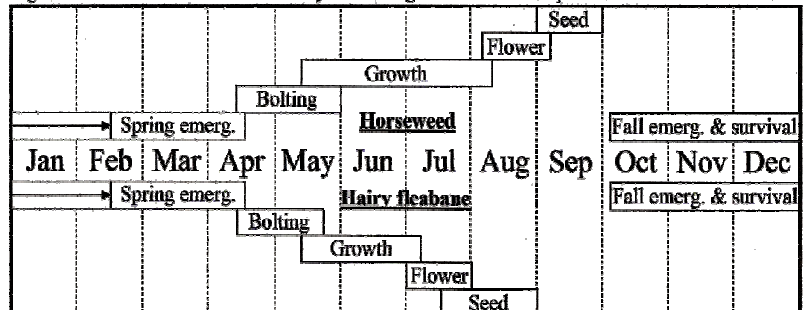 Seed
Flower
Growth
Bolting
Horseweed
Spring emerg.
Fall emerg. & survival
Jan Feb Mar Apr May Jun Jul Aug Sep Oct Nov Dec
Spring emerg.
Hairy fleabane
Fall emerg. & survival
Bolting
Growth
Flower
Seed